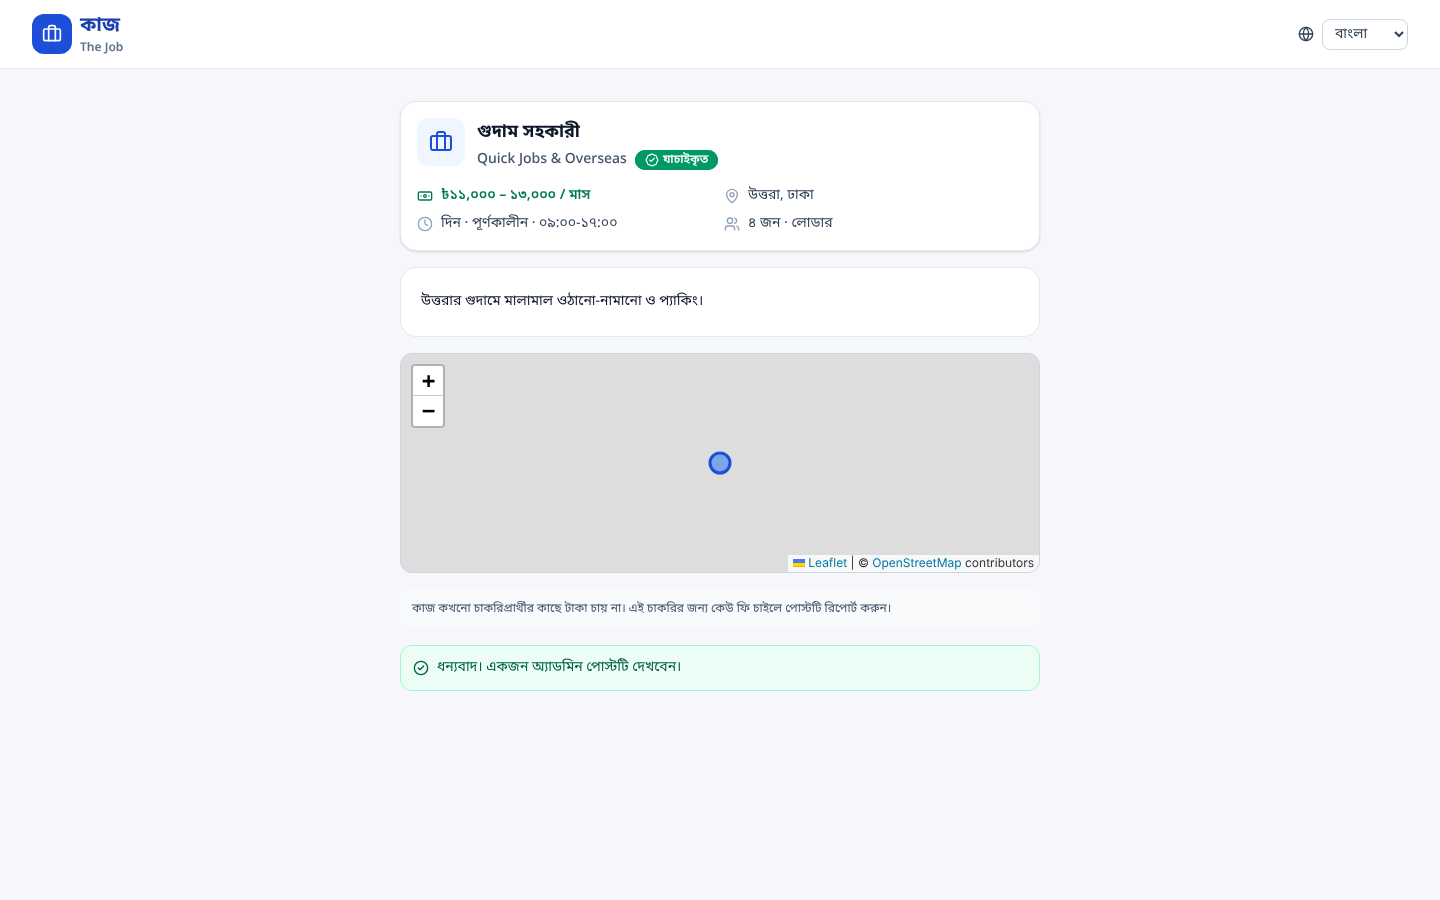 কাজ
The Job
বাংলা
গুদাম সহকারী
Quick Jobs & Overseas
যাচাইকৃত
৳১১,০০০ – ১৩,০০০ / মাস
উত্তরা, ঢাকা
দিন · পূর্ণকালীন · ০৯:০০-১৭:০০
৪ জন · লোডার
উত্তরার গুদামে মালামাল ওঠানো-নামানো ও প্যাকিং।
+
−
Leaflet | © OpenStreetMap contributors
কাজ কখনো চাকরিপ্রার্থীর কাছে টাকা চায় না। এই চাকরির জন্য কেউ ফি চাইলে পোস্টটি রিপোর্ট করুন।
ধন্যবাদ। একজন অ্যাডমিন পোস্টটি দেখবেন।